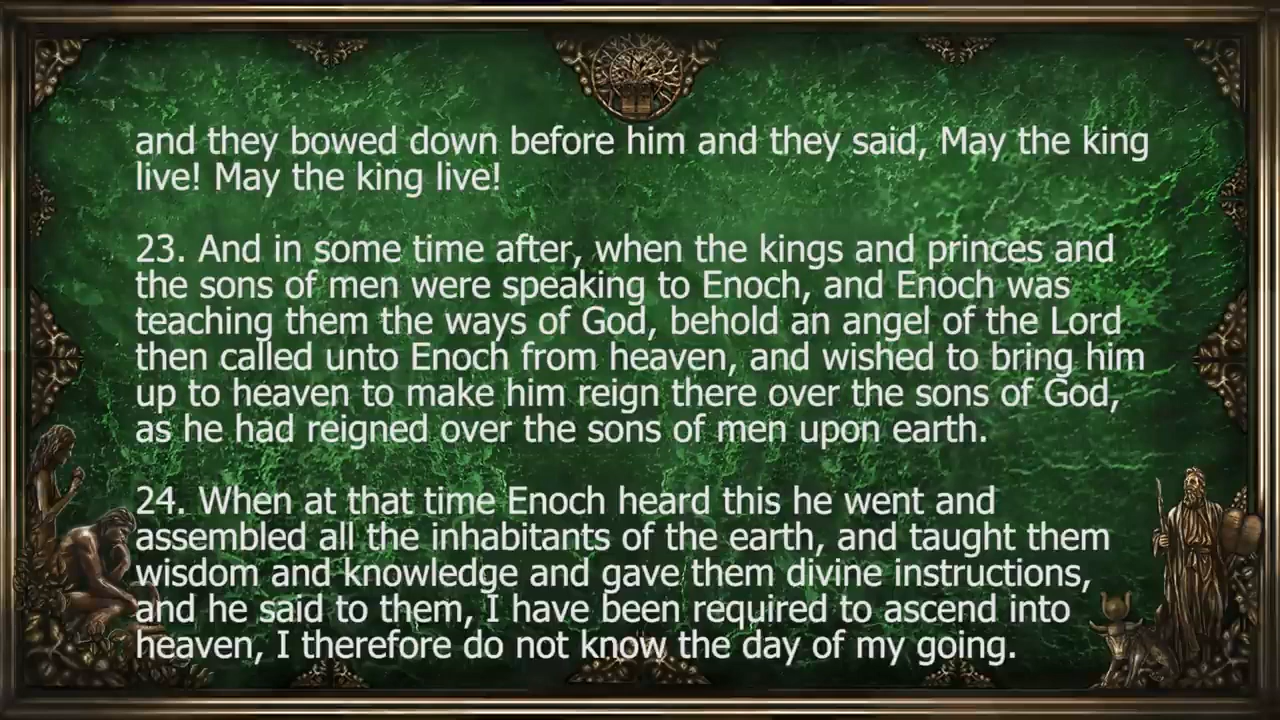 and they bowed down before him and they said, May the king
live! May the king live!
23. And in some time after, when the kings and princes and
the sons of men were speaking to Enoch, and Enoch was
teaching them the ways of God, behold an angel of the Lord
then called unto Enoch from heaven, and wished to bring him
up to heaven to make him reign there over the sons of God,
as he had reigned over the sons of men upon earth.
24. When at that time Enoch heard this he went and
assembled all the inhabitants of the earth, and taught them
wisdom and knowledge and gave them divine instructions,
and he said to them, I have been required to ascend into
heaven, I therefore do not know the day of my going.